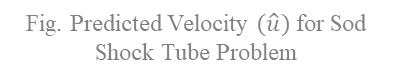 Fig. Predicted Velocity (û) for Sod
Shock Tube Problem